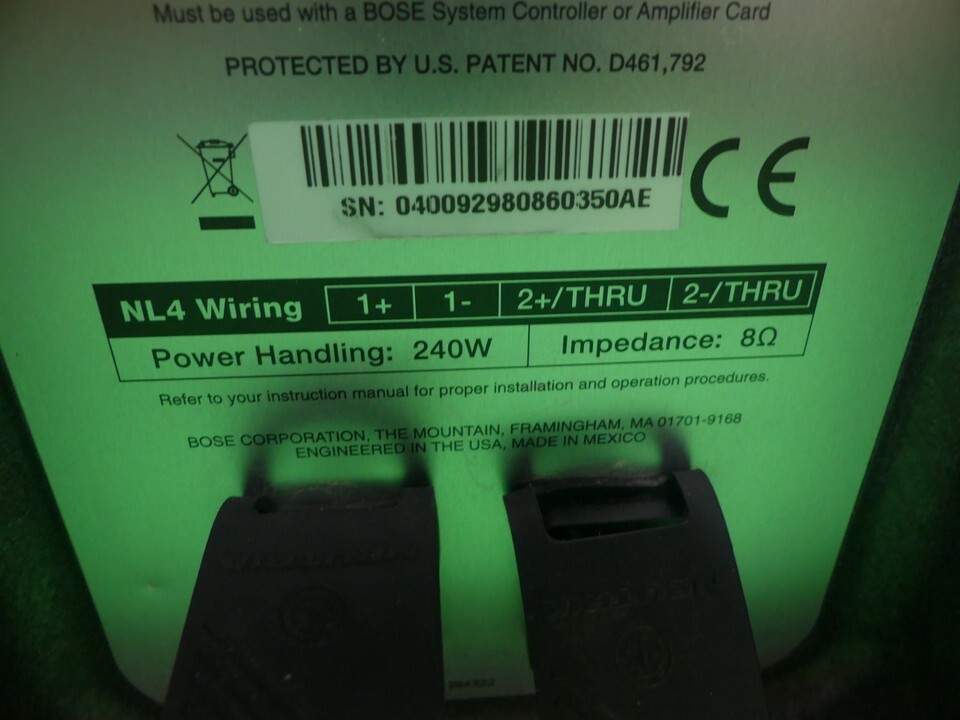 Must be used with a BOSE System Controller or Amplifier Card
PROTECTED BY U.S. PATENT NO. D461,792
SN: 040092980860350AE
CE
NL4 Wiring 1+ 1- 2+/THRU 2-/THRU
Power Handling: 240W Impedance: 8Ω
Refer to your instruction manual for proper installation and operation procedures.
BOSE CORPORATION, THE MOUNTAIN, FRAMINGHAM, MA 01701-9168
ENGINEERED IN THE USA, MADE IN MEXICO